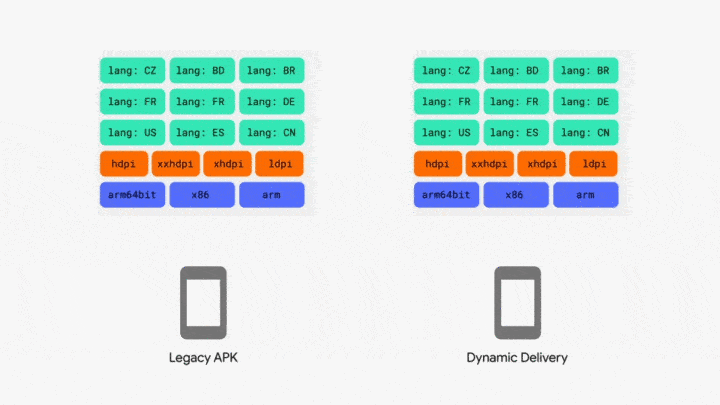 lang: CZ lang: BD lang: BR
lang: FR lang: FR lang: DE
lang: US lang: ES lang: CN
hdpi xxhdpi xhdpi ldpi
arm64bit x86 arm
Legacy APK
lang: CZ lang: BD lang: BR
lang: FR lang: FR lang: DE
lang: US lang: ES lang: CN
hdpi xxhdpi xhdpi ldpi
arm64bit x86 arm
Dynamic Delivery